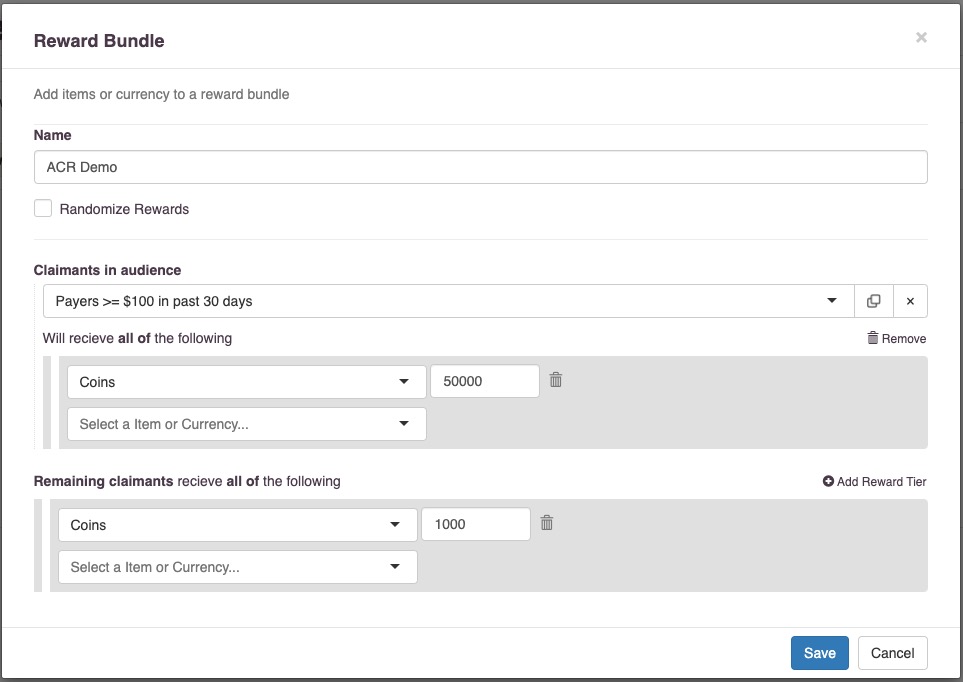 Reward Bundle
×
Add items or currency to a reward bundle
Name
ACR Demo
Randomize Rewards
Claimants in audience
Payers >= $100 in past 30 days
×
Will recieve all of the following
Remove
Coins 50000
Select a Item or Currency...
Remaining claimants recieve all of the following
Add Reward Tier
Coins 1000
Select a Item or Currency...
Save Cancel